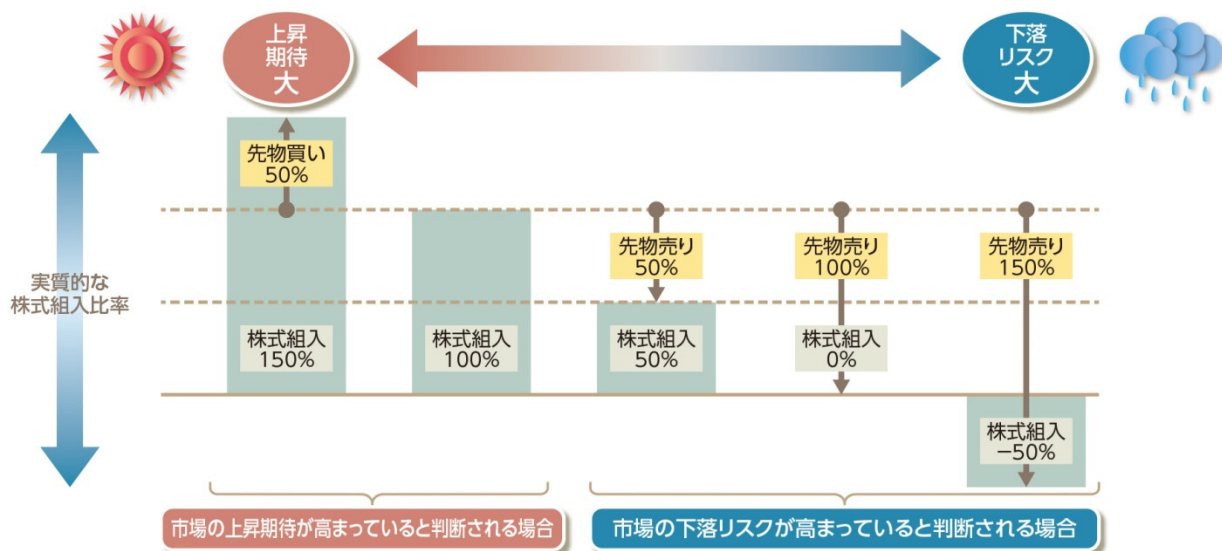 上昇
期待
大
下落
リスク
大
先物買い
50%
先物売り
50%
先物売り
100%
先物売り
150%
実質的な
株式組入比率
株式組入
150%
株式組入
100%
株式組入
50%
株式組入
0%
株式組入
−50%
市場の上昇期待が高まっていると判断される場合
市場の下落リスクが高まっていると判断される場合